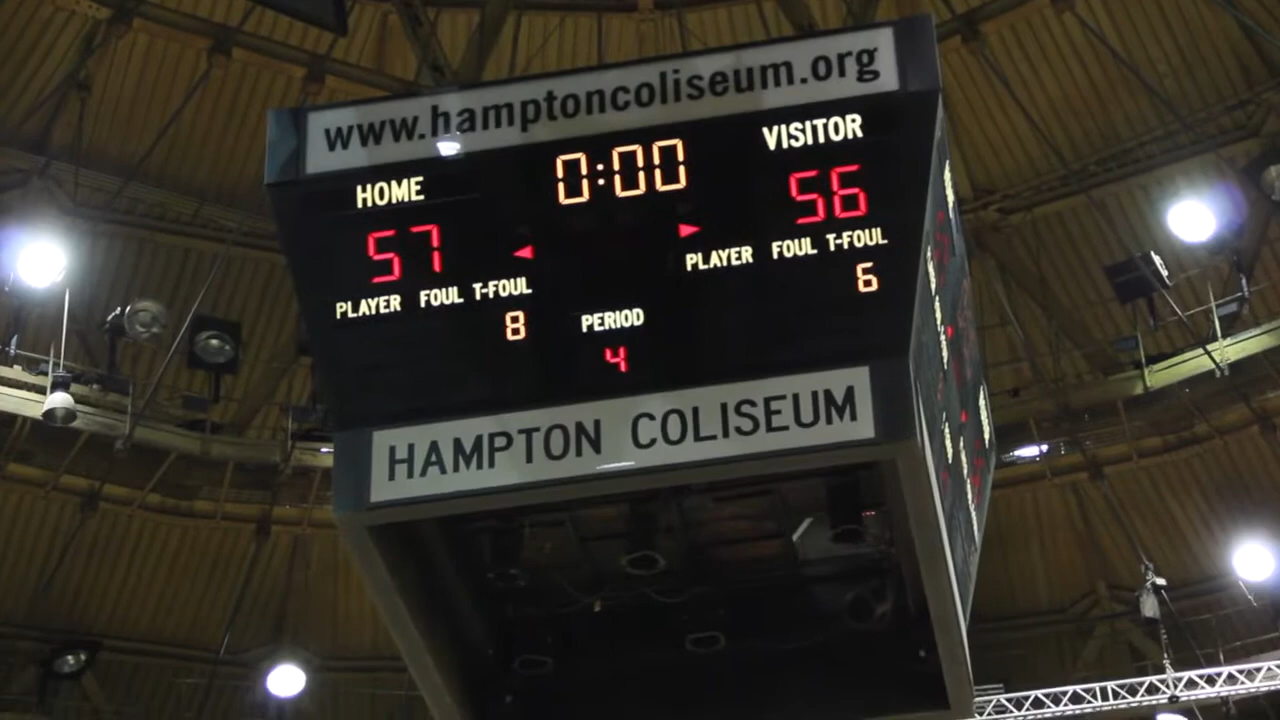 www.hamptoncoliseum.org
HOME 0:00 VISITOR
57 56
PLAYER FOUL T-FOUL PLAYER FOUL T-FOUL
8 PERIOD 6
4
HAMPTON COLISEUM